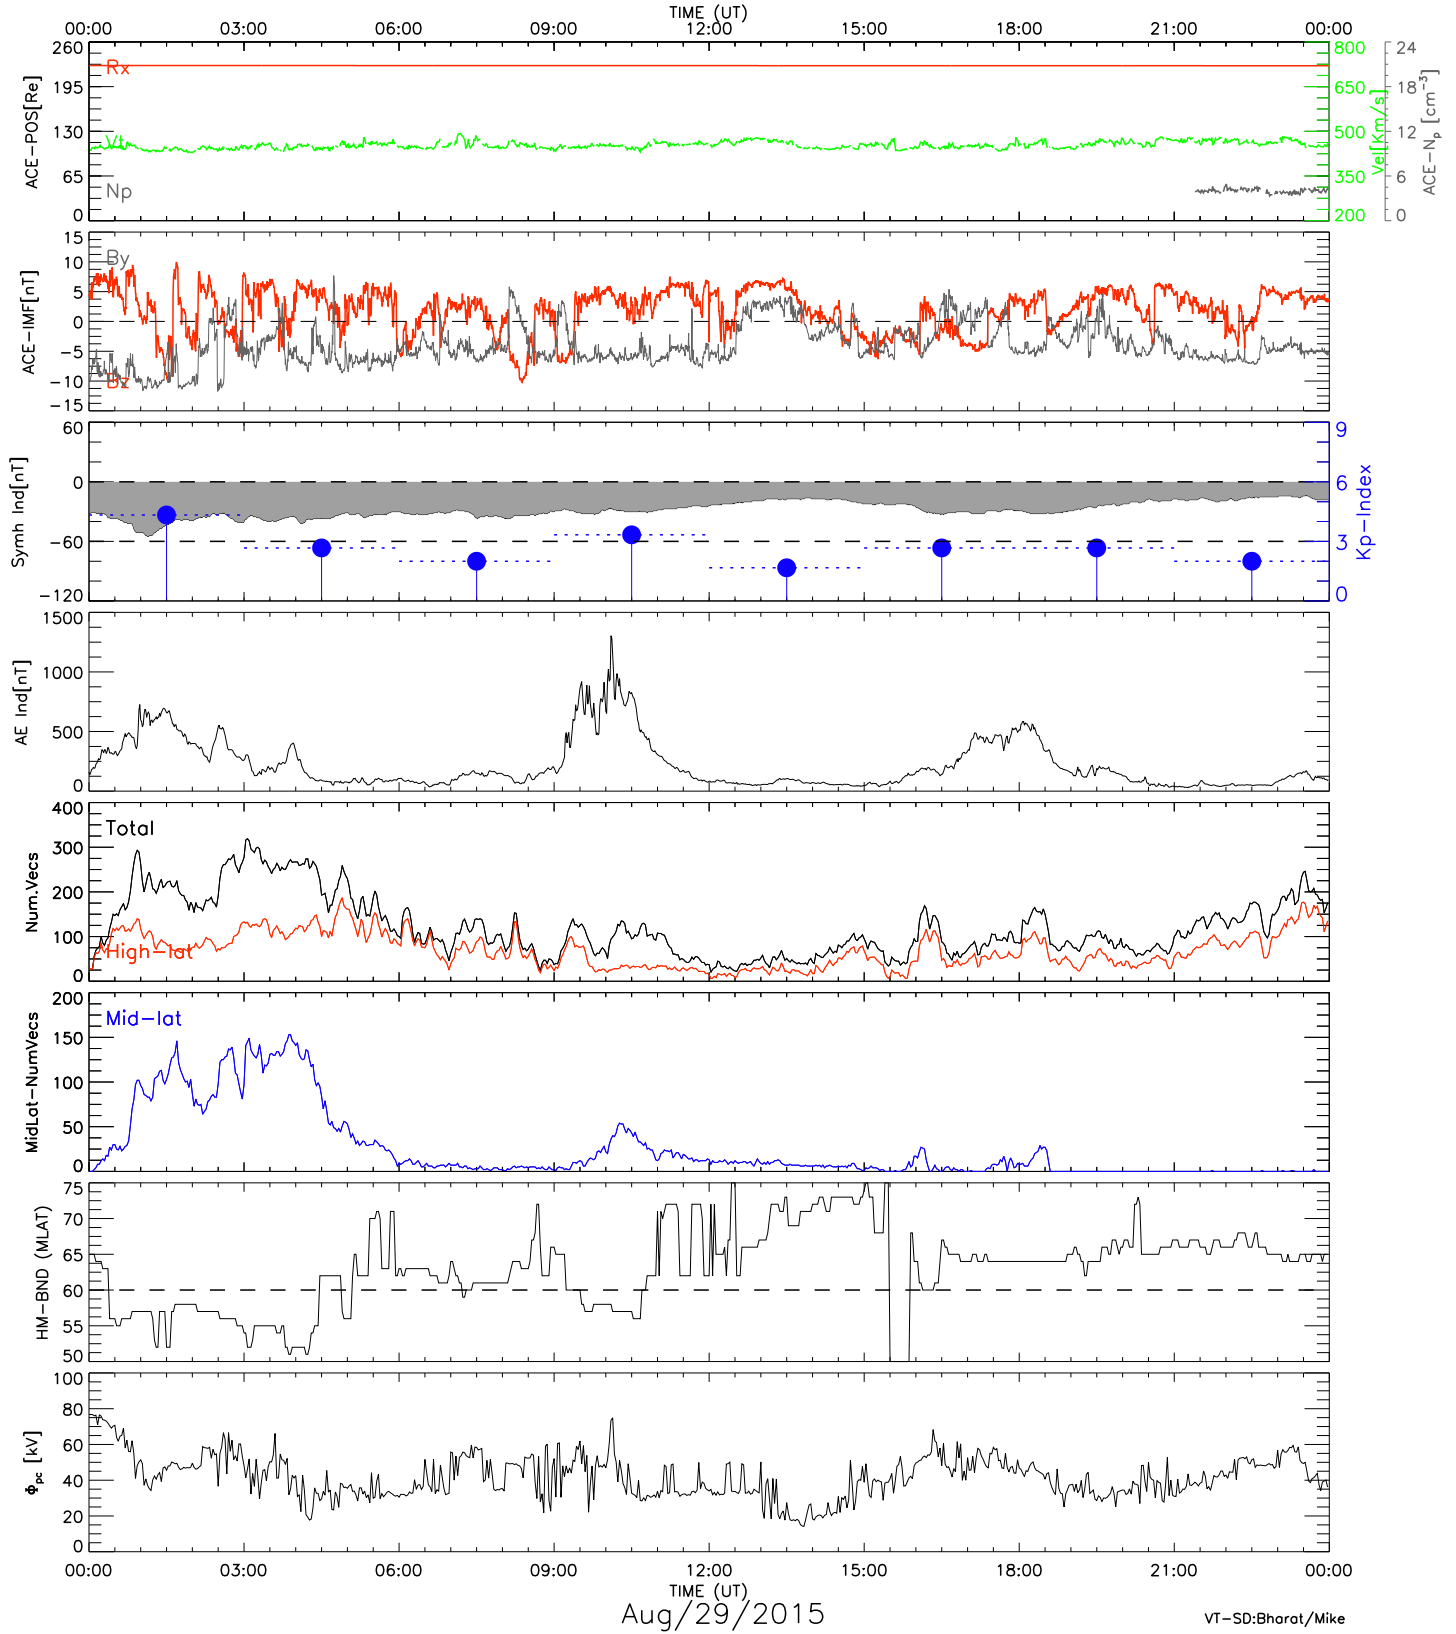 TIME (UT)
00:00 03:00 06:00 09:00 12:00 15:00 18:00 21:00 00:00
260 195 130 65 0
ACE-POS[Re]
Rx
Vt
Np
800 650 500 350 200
Vel[Km/s]
24 18 12 6 0
ACE-Np [cm-3]
15 10 5 0 -5 -10 -15
ACE-IMF[nT]
By
Bz
60 0 -60 -120
Symh Ind[nT]
9 6 3 0
Kp-Index
1500 1000 500 0
AE Ind[nT]
400 300 200 100 0
Num.Vecs
Total
High-lat
200 150 100 50 0
MidLat-NumVecs
Mid-lat
75 70 65 60 55 50
HM-BND (MLAT)
100 80 60 40 20 0
Φpc [kV]
00:00 03:00 06:00 09:00 12:00 15:00 18:00 21:00 00:00
TIME (UT)
Aug/29/2015
VT-SD:Bharat/Mike